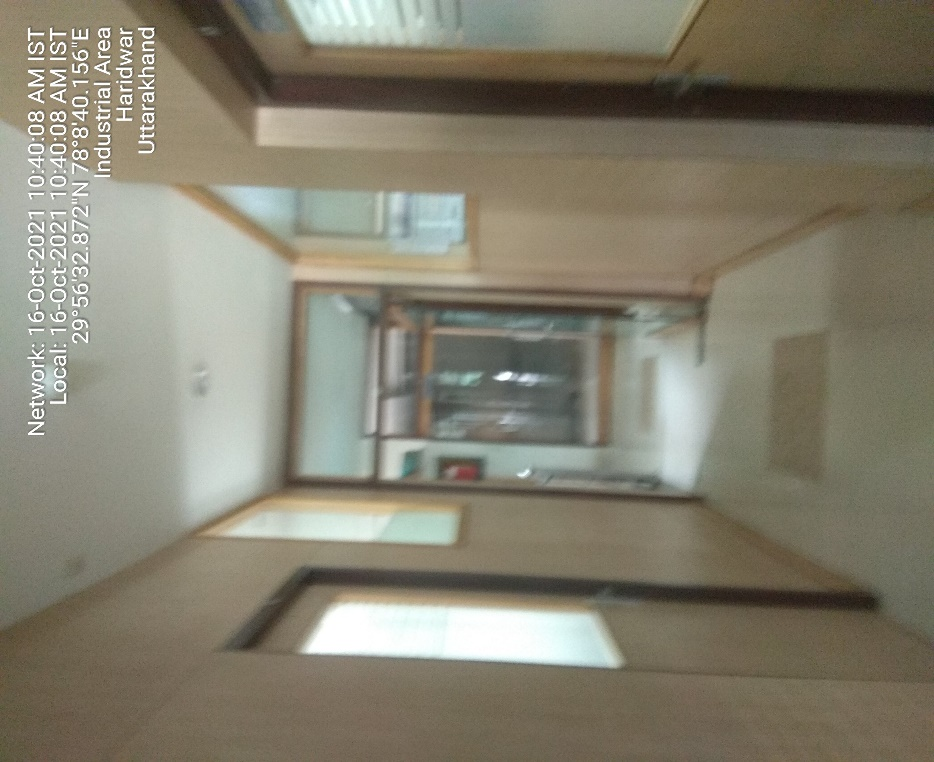 Network: 16-Oct-2021 10:40:08 AM IST
Local: 16-Oct-2021 10:40:08 AM IST
29°56'32.872"N 78°8'40.156"E
Industrial Area
Haridwar
Uttarakhand